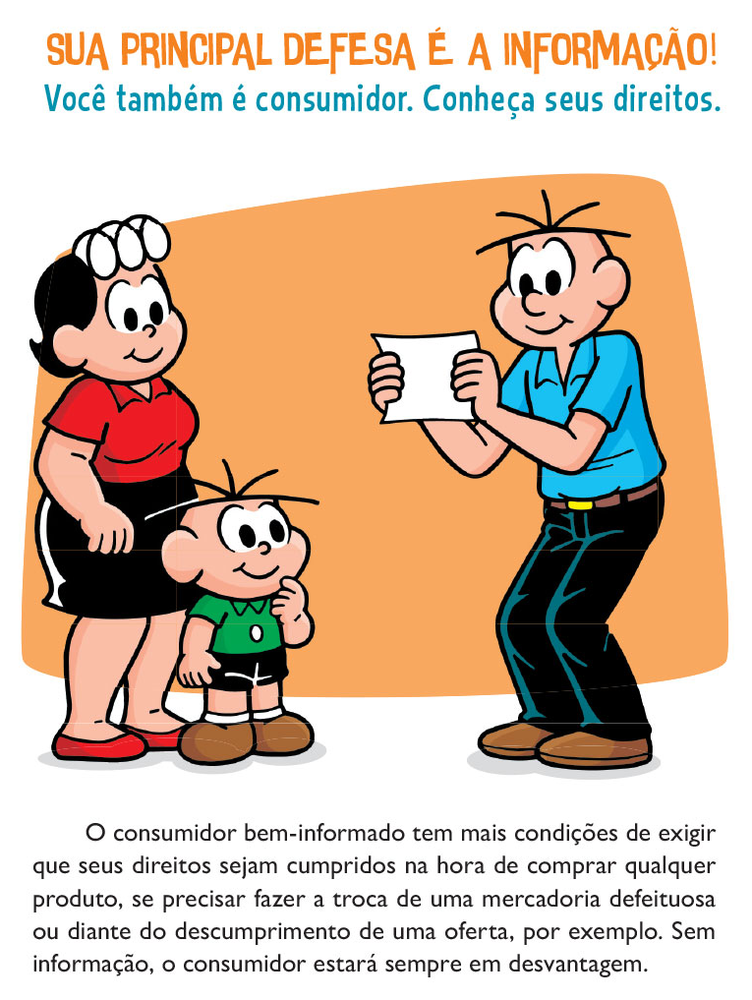 SUA PRINCIPAL DEFESA É A INFORMAÇÃO!
Você também é consumidor. Conheça seus direitos.
O consumidor bem-informado tem mais condições de exigir
que seus direitos sejam cumpridos na hora de comprar qualquer
produto, se precisar fazer a troca de uma mercadoria defeituosa
ou diante do descumprimento de uma oferta, por exemplo. Sem
informação, o consumidor estará sempre em desvantagem.